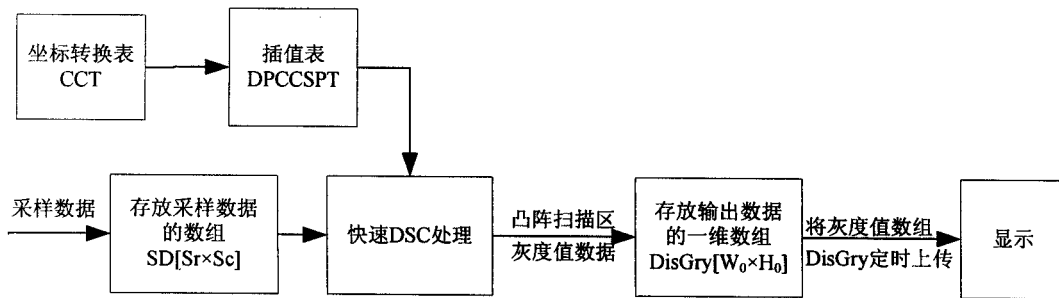 坐标转换表
CCT
插值表
DPCCSPT
采样数据
存放采样数据
的数组
SD[Sr×Sc]
快速DSC处理
凸阵扫描区
灰度值数据
存放输出数据
的一维数组
DisGry[W₀×H₀]
将灰度值数组
DisGry定时上传
显示